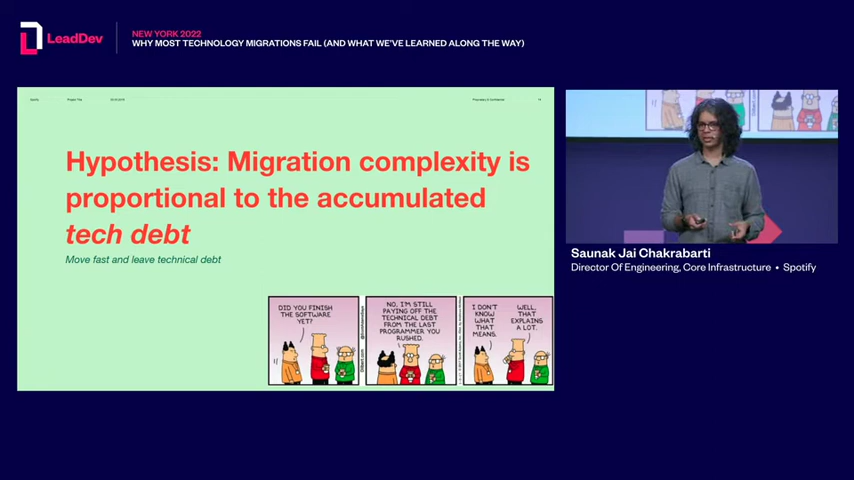 LeadDev
NEW YORK 2022
WHY MOST TECHNOLOGY MIGRATIONS FAIL (AND WHAT WE'VE LEARNED ALONG THE WAY)
Spotify
Proprietary & Confidential
Hypothesis: Migration complexity is
proportional to the accumulated
tech debt
Move fast and leave technical debt
DID YOU FINISH
THE SOFTWARE
YET?
NO, I'M STILL
PAYING OFF THE
TECHNICAL DEBT
FROM THE LAST
PROGRAMMER YOU
RUSHED.
I DON'T
KNOW
WHAT
THAT
MEANS.
WELL,
THAT
EXPLAINS
A LOT.
Saunak Jai Chakrabarti
Director Of Engineering, Core Infrastructure • Spotify